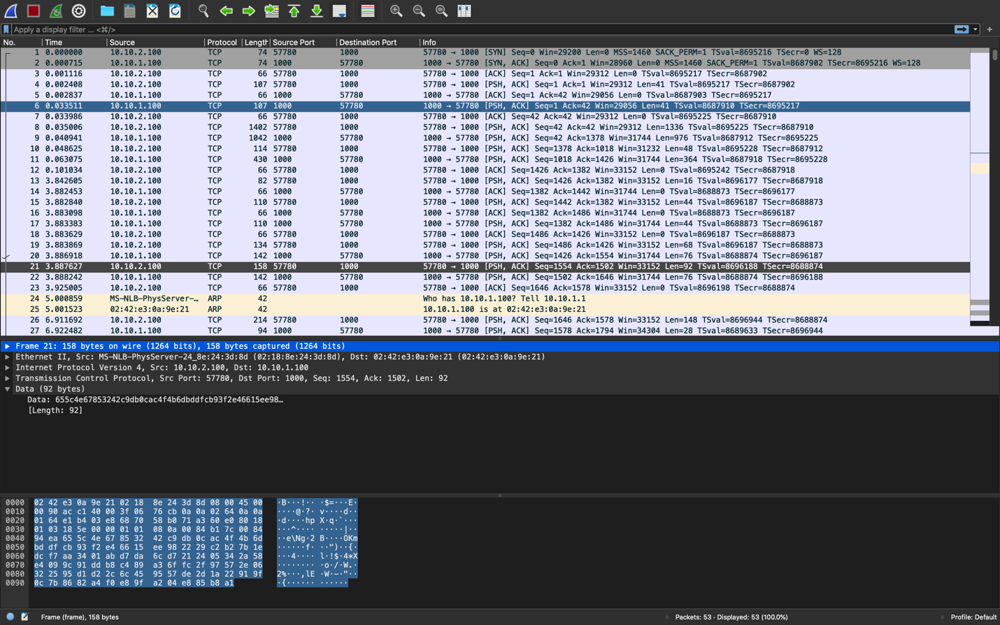 Apply a display filter ... <⌘/>
No. Time Source Protocol Length Source Port Destination Port Info
1 0.000000 10.10.2.100 TCP 74 57780 1000 57780 → 1000 [SYN] Seq=0 Win=29200 Len=0 MSS=1460 SACK_PERM=1 TSval=8695216 TSecr=0 WS=128
2 0.000715 10.10.1.100 TCP 74 1000 57780 1000 → 57780 [SYN, ACK] Seq=0 Ack=1 Win=28960 Len=0 MSS=1460 SACK_PERM=1 TSval=8687902 TSecr=8695216 WS=128
3 0.001116 10.10.2.100 TCP 66 57780 1000 57780 → 1000 [ACK] Seq=1 Ack=1 Win=29312 Len=0 TSval=8695217 TSecr=8687902
4 0.002408 10.10.2.100 TCP 107 57780 1000 57780 → 1000 [PSH, ACK] Seq=1 Ack=1 Win=29312 Len=41 TSval=8695217 TSecr=8687902
5 0.002837 10.10.1.100 TCP 66 1000 57780 1000 → 57780 [ACK] Seq=1 Ack=42 Win=29056 Len=0 TSval=8687903 TSecr=8695217
6 0.033511 10.10.1.100 TCP 107 1000 57780 1000 → 57780 [PSH, ACK] Seq=1 Ack=42 Win=29056 Len=41 TSval=8687910 TSecr=8695217
7 0.033986 10.10.2.100 TCP 66 57780 1000 57780 → 1000 [ACK] Seq=42 Ack=42 Win=29312 Len=0 TSval=8695225 TSecr=8687910
8 0.035006 10.10.2.100 TCP 1402 57780 1000 57780 → 1000 [PSH, ACK] Seq=42 Ack=42 Win=29312 Len=1336 TSval=8695225 TSecr=8687910
9 0.040941 10.10.1.100 TCP 1042 1000 57780 1000 → 57780 [PSH, ACK] Seq=42 Ack=1378 Win=31744 Len=976 TSval=8687912 TSecr=8695225
10 0.048625 10.10.2.100 TCP 114 57780 1000 57780 → 1000 [PSH, ACK] Seq=1378 Ack=1018 Win=31232 Len=48 TSval=8695228 TSecr=8687912
11 0.063075 10.10.1.100 TCP 430 1000 57780 1000 → 57780 [PSH, ACK] Seq=1018 Ack=1426 Win=31744 Len=364 TSval=8687918 TSecr=8695228
12 0.101034 10.10.2.100 TCP 66 57780 1000 57780 → 1000 [ACK] Seq=1426 Ack=1382 Win=33152 Len=0 TSval=8695242 TSecr=8687918
13 3.842605 10.10.2.100 TCP 82 57780 1000 57780 → 1000 [PSH, ACK] Seq=1426 Ack=1382 Win=33152 Len=16 TSval=8696177 TSecr=8687918
14 3.882453 10.10.1.100 TCP 66 1000 57780 1000 → 57780 [ACK] Seq=1382 Ack=1442 Win=31744 Len=0 TSval=8688873 TSecr=8696177
15 3.882840 10.10.2.100 TCP 110 57780 1000 57780 → 1000 [PSH, ACK] Seq=1442 Ack=1382 Win=33152 Len=44 TSval=8696187 TSecr=8688873
16 3.883098 10.10.1.100 TCP 66 1000 57780 1000 → 57780 [ACK] Seq=1382 Ack=1486 Win=31744 Len=0 TSval=8688873 TSecr=8696187
17 3.883383 10.10.1.100 TCP 110 1000 57780 1000 → 57780 [PSH, ACK] Seq=1382 Ack=1486 Win=31744 Len=44 TSval=8688873 TSecr=8696187
18 3.883629 10.10.2.100 TCP 66 57780 1000 57780 → 1000 [ACK] Seq=1486 Ack=1426 Win=33152 Len=0 TSval=8696187 TSecr=8688873
19 3.883869 10.10.2.100 TCP 134 57780 1000 57780 → 1000 [PSH, ACK] Seq=1486 Ack=1426 Win=33152 Len=68 TSval=8696187 TSecr=8688873
20 3.886918 10.10.1.100 TCP 142 1000 57780 1000 → 57780 [PSH, ACK] Seq=1426 Ack=1554 Win=31744 Len=76 TSval=8688874 TSecr=8696187
21 3.887627 10.10.2.100 TCP 158 57780 1000 57780 → 1000 [PSH, ACK] Seq=1554 Ack=1502 Win=33152 Len=92 TSval=8696188 TSecr=8688874
22 3.888242 10.10.1.100 TCP 142 1000 57780 1000 → 57780 [PSH, ACK] Seq=1502 Ack=1646 Win=31744 Len=76 TSval=8688874 TSecr=8696188
23 3.925005 10.10.2.100 TCP 66 57780 1000 57780 → 1000 [ACK] Seq=1646 Ack=1578 Win=33152 Len=0 TSval=8696198 TSecr=8688874
24 5.000859 MS-NLB-PhysServer-… ARP 42 Who has 10.10.1.100? Tell 10.10.1.1
25 5.001523 02:42:e3:0a:9e:21 ARP 42 10.10.1.100 is at 02:42:e3:0a:9e:21
26 6.911692 10.10.2.100 TCP 214 57780 1000 57780 → 1000 [PSH, ACK] Seq=1646 Ack=1578 Win=33152 Len=148 TSval=8696944 TSecr=8688874
27 6.922482 10.10.1.100 TCP 94 1000 57780 1000 → 57780 [PSH, ACK] Seq=1578 Ack=1794 Win=34304 Len=28 TSval=8689633 TSecr=8696944
Frame 21: 158 bytes on wire (1264 bits), 158 bytes captured (1264 bits)
Ethernet II, Src: MS-NLB-PhysServer-24_8e:24:3d:8d (02:18:8e:24:3d:8d), Dst: 02:42:e3:0a:9e:21 (02:42:e3:0a:9e:21)
Internet Protocol Version 4, Src: 10.10.2.100, Dst: 10.10.1.100
Transmission Control Protocol, Src Port: 57780, Dst Port: 1000, Seq: 1554, Ack: 1502, Len: 92
Data (92 bytes)
Data: 655c4e67853242c9db0cac4f4b6dbddfcb93f2e46615ee98…
[Length: 92]
0000 02 42 e3 0a 9e 21 02 18 8e 24 3d 8d 08 00 45 00 ·B···!·· ·$=···E·
0010 00 90 ac c1 40 00 3f 06 76 cb 0a 0a 02 64 0a 0a ····@·?· v····d··
0020 01 64 e1 b4 03 e8 68 70 58 b0 71 a3 60 e0 80 18 ·d····hp X·q·`···
0030 01 03 18 5e 00 00 01 01 08 0a 00 84 b1 7c 00 84 ···^···· ·····|··
0040 94 ea 65 5c 4e 67 85 32 42 c9 db 0c ac 4f 4b 6d ··e\Ng·2 B····OKm
0050 bd df cb 93 f2 e4 66 15 ee 98 22 29 c2 b2 7b 1e ······f· ··")··{·
0060 dc f7 aa 34 01 ab d7 da 6c d7 21 24 05 34 2a 58 ···4···· l·!$·4*X
0070 e4 09 9c 91 dd b8 c4 89 a3 6f fc 2f 97 57 2e 06 ········ ·o·/·W.·
0080 32 25 95 d1 d2 2c 6c 45 95 57 de 2d 1a 22 91 9f 2%···,lE ·W·-·"··
0090 0c 7b 86 82 a4 f0 e8 9f a2 04 e8 85 b8 a1 ·{······ ······
Frame (frame), 158 bytes
Packets: 53 · Displayed: 53 (100.0%)
Profile: Default